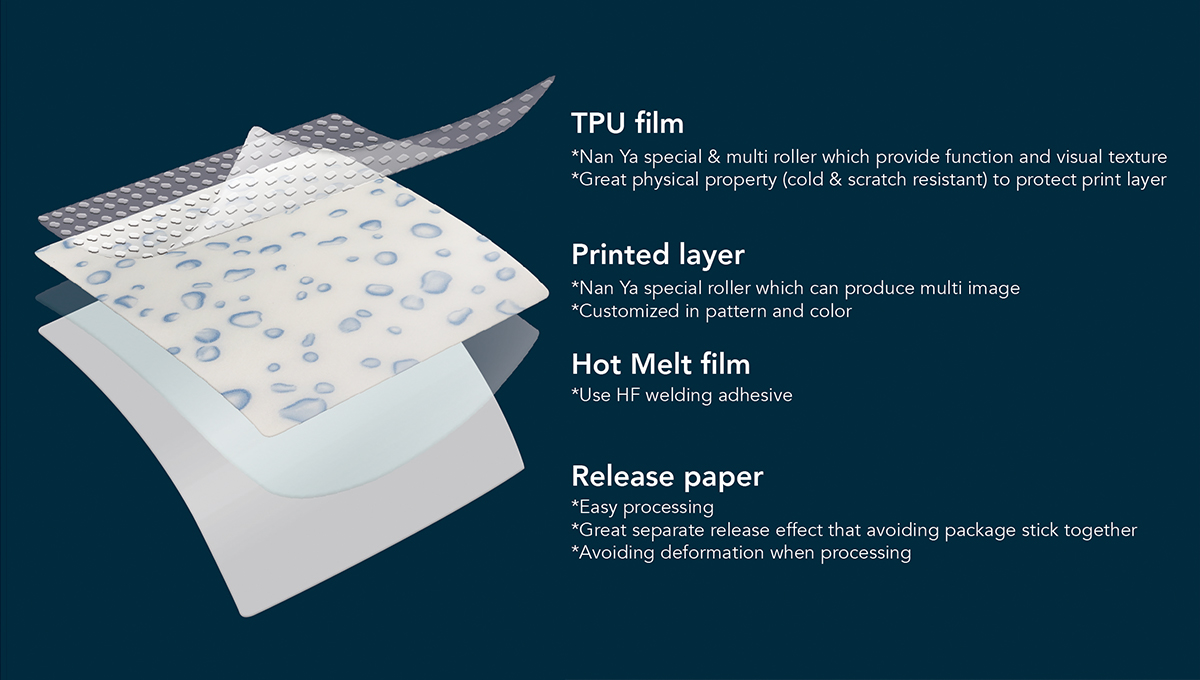 TPU film
*Nan Ya special & multi roller which provide function and visual texture
*Great physical property (cold & scratch resistant) to protect print layer
Printed layer
*Nan Ya special roller which can produce multi image
*Customized in pattern and color
Hot Melt film
*Use HF welding adhesive
Release paper
*Easy processing
*Great separate release effect that avoiding package stick together
*Avoiding deformation when processing